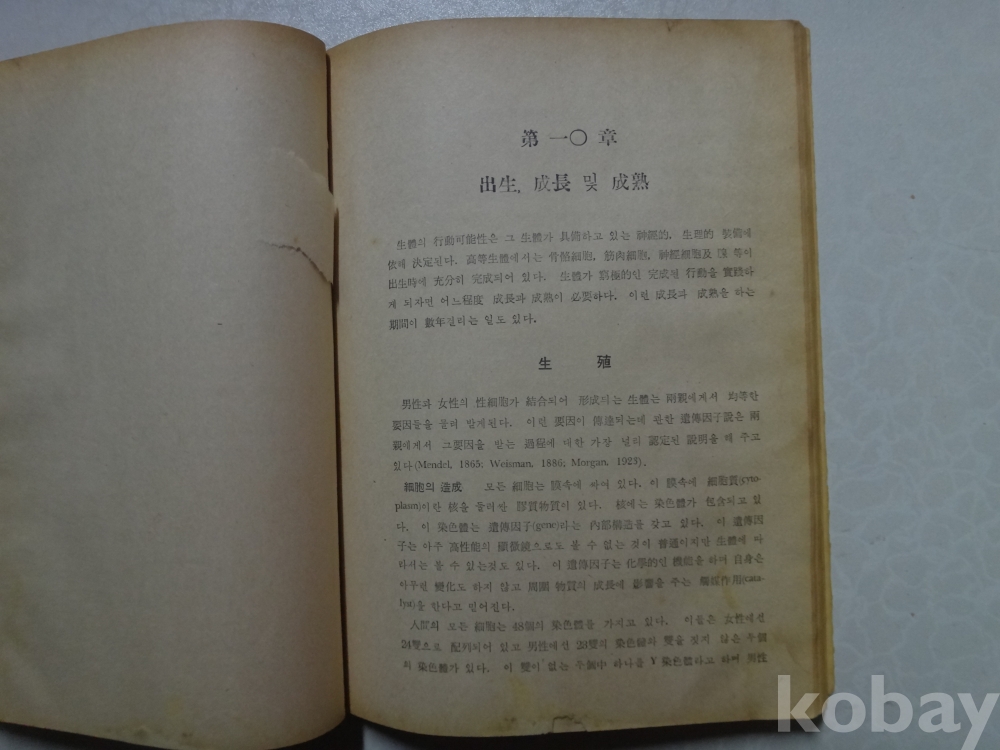 第 一〇 章
出生, 成長 및 成熟
生體의 行動可能性은 그 生體가 具備하고 있는 神經的, 生理的 裝備에
依해 決定된다. 高等生體에서는 骨骼細胞, 筋肉細胞, 神經細胞及 腺 等이
出生時에 充分히 完成되어 있다. 生體가 窮極的인 完成된 行動을 實踐하
게 되자면 어느程度 成長과 成熟이 必要하다. 이런 成長과 成熟을 하는
期間이 數年걸리는 일도 있다.
生 殖
男性과 女性의 性細胞가 結合되어 形成되는 生體는 兩親에게서 均等한
要因들을 물려 받게된다. 이런 要因이 傳達되는데 관한 遺傳因子說은 兩
親에게서 그要因을 받는 過程에 대한 가장 널리 認定된 說明을 해 주고
있다(Mendel, 1865; Weisman, 1886; Morgan, 1925).
細胞의 造成 모든 細胞는 膜속에 싸여 있다. 이 膜속에 細胞質(cyto-
plasm)이란 核을 둘러싼 膠質物質이 있다. 核에는 染色體가 包含되고 있
다. 이 染色體는 遺傳因子(gene)라는 內部構造을 갖고 있다. 이 遺傳因
子는 아주 高性能의 顯微鏡으로도 볼 수 없는 것이 普通이지만 生體에 따
라서는 볼 수 있는것도 있다. 이 遺傳因子는 化學的인 機能을 하여 自身은
아무런 變化도 하지 않고 周圍 物質의 成長에 影響을 주는 觸媒作用(cata-
lyst)을 한다고 믿어진다.
人間의 모든 細胞는 48個의 染色體를 가지고 있다. 이들은 女性에선
24雙으로 配列되어 있고 男性에선 23雙의 染色體와 雙을 짓지 않은 두個
의 染色體가 있다. 이 雙이 없는 두個中 하나를 Y 染色體라고 하여 男性
kobay